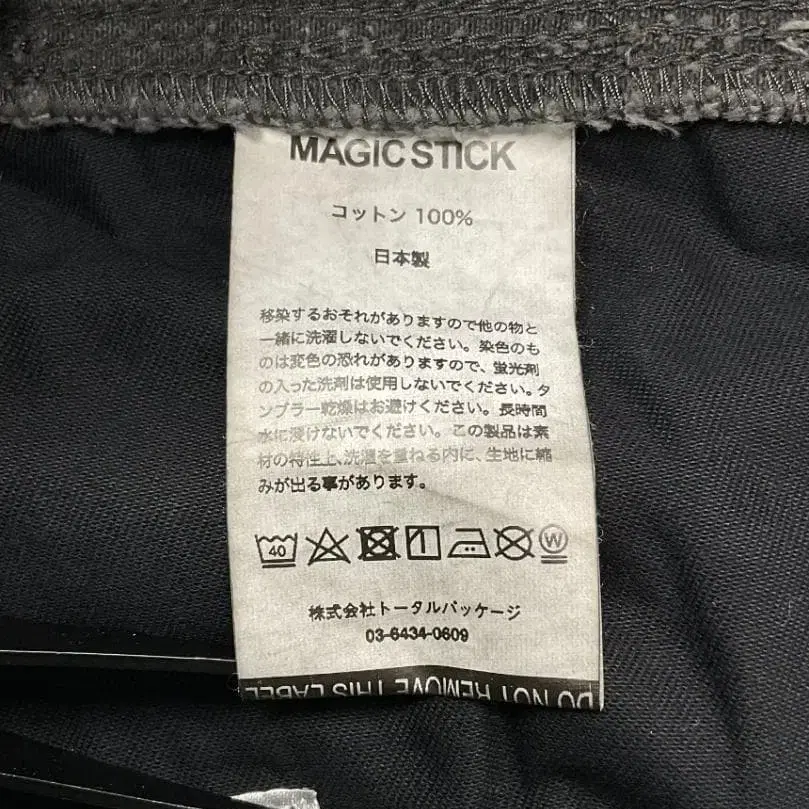 MAGIC STICK
コットン 100%
日本製
移染するおそれがありますので他の物と
一緒に洗濯しないでください。染色のも
のは変色の恐れがありますので、蛍光剤
の入った洗剤は使用しないでください。タ
ンブラー乾燥はお避けください。長時間
水に浸けないでください。この製品は素
材の特性上、洗濯を重ねる内に、生地に縮
みが出る事があります。
40
W
株式会社トータルパッケージ
03-6434-0609
DO NOT REMOVE THIS LABEL